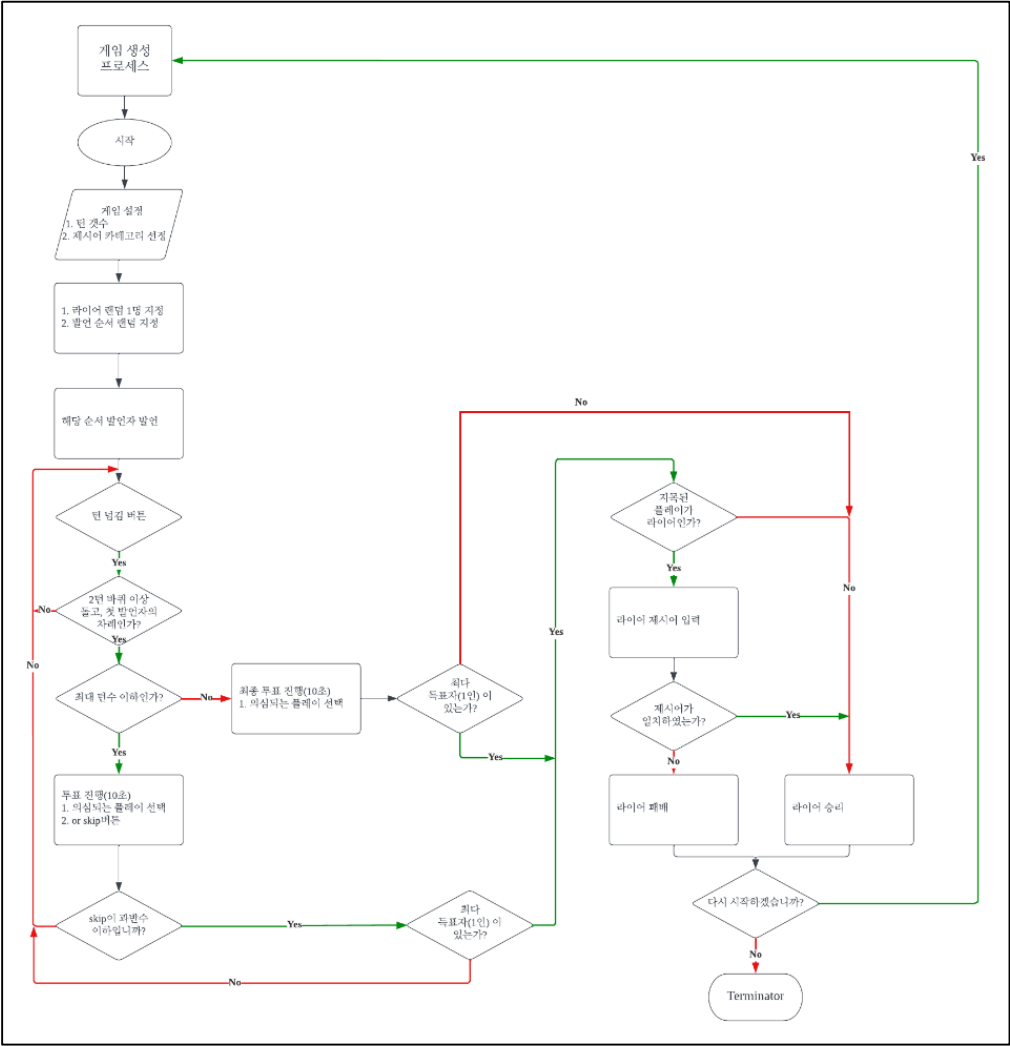 게임 생성
프로세스
시작
게임 설정
1. 턴 갯수
2. 제시어 카테고리 선정
1. 라이어 랜덤 1명 지정
2. 발언 순서 랜덤 지정
해당 순서 발언자 발언
턴 넘김 버튼
Yes
2턴 바퀴 이상
돌고, 첫 발언자의
차례인가?
No
Yes
No
최대 턴수 이하인가?
No
Yes
최종 투표 진행(10초)
1. 의심되는 플레이 선택
최다
득표자(1인) 이
있는가?
No
Yes
투표 진행(10초)
1. 의심되는 플레이 선택
2. or skip버튼
skip이 과반수
이하입니까?
Yes
최다
득표자(1인) 이
있는가?
No
Yes
지목된
플레이가
라이어인가?
Yes
No
라이어 제시어 입력
제시어가
일치하였는가?
Yes
No
라이어 패배
라이어 승리
다시 시작하겠습니까?
Yes
No
Terminator